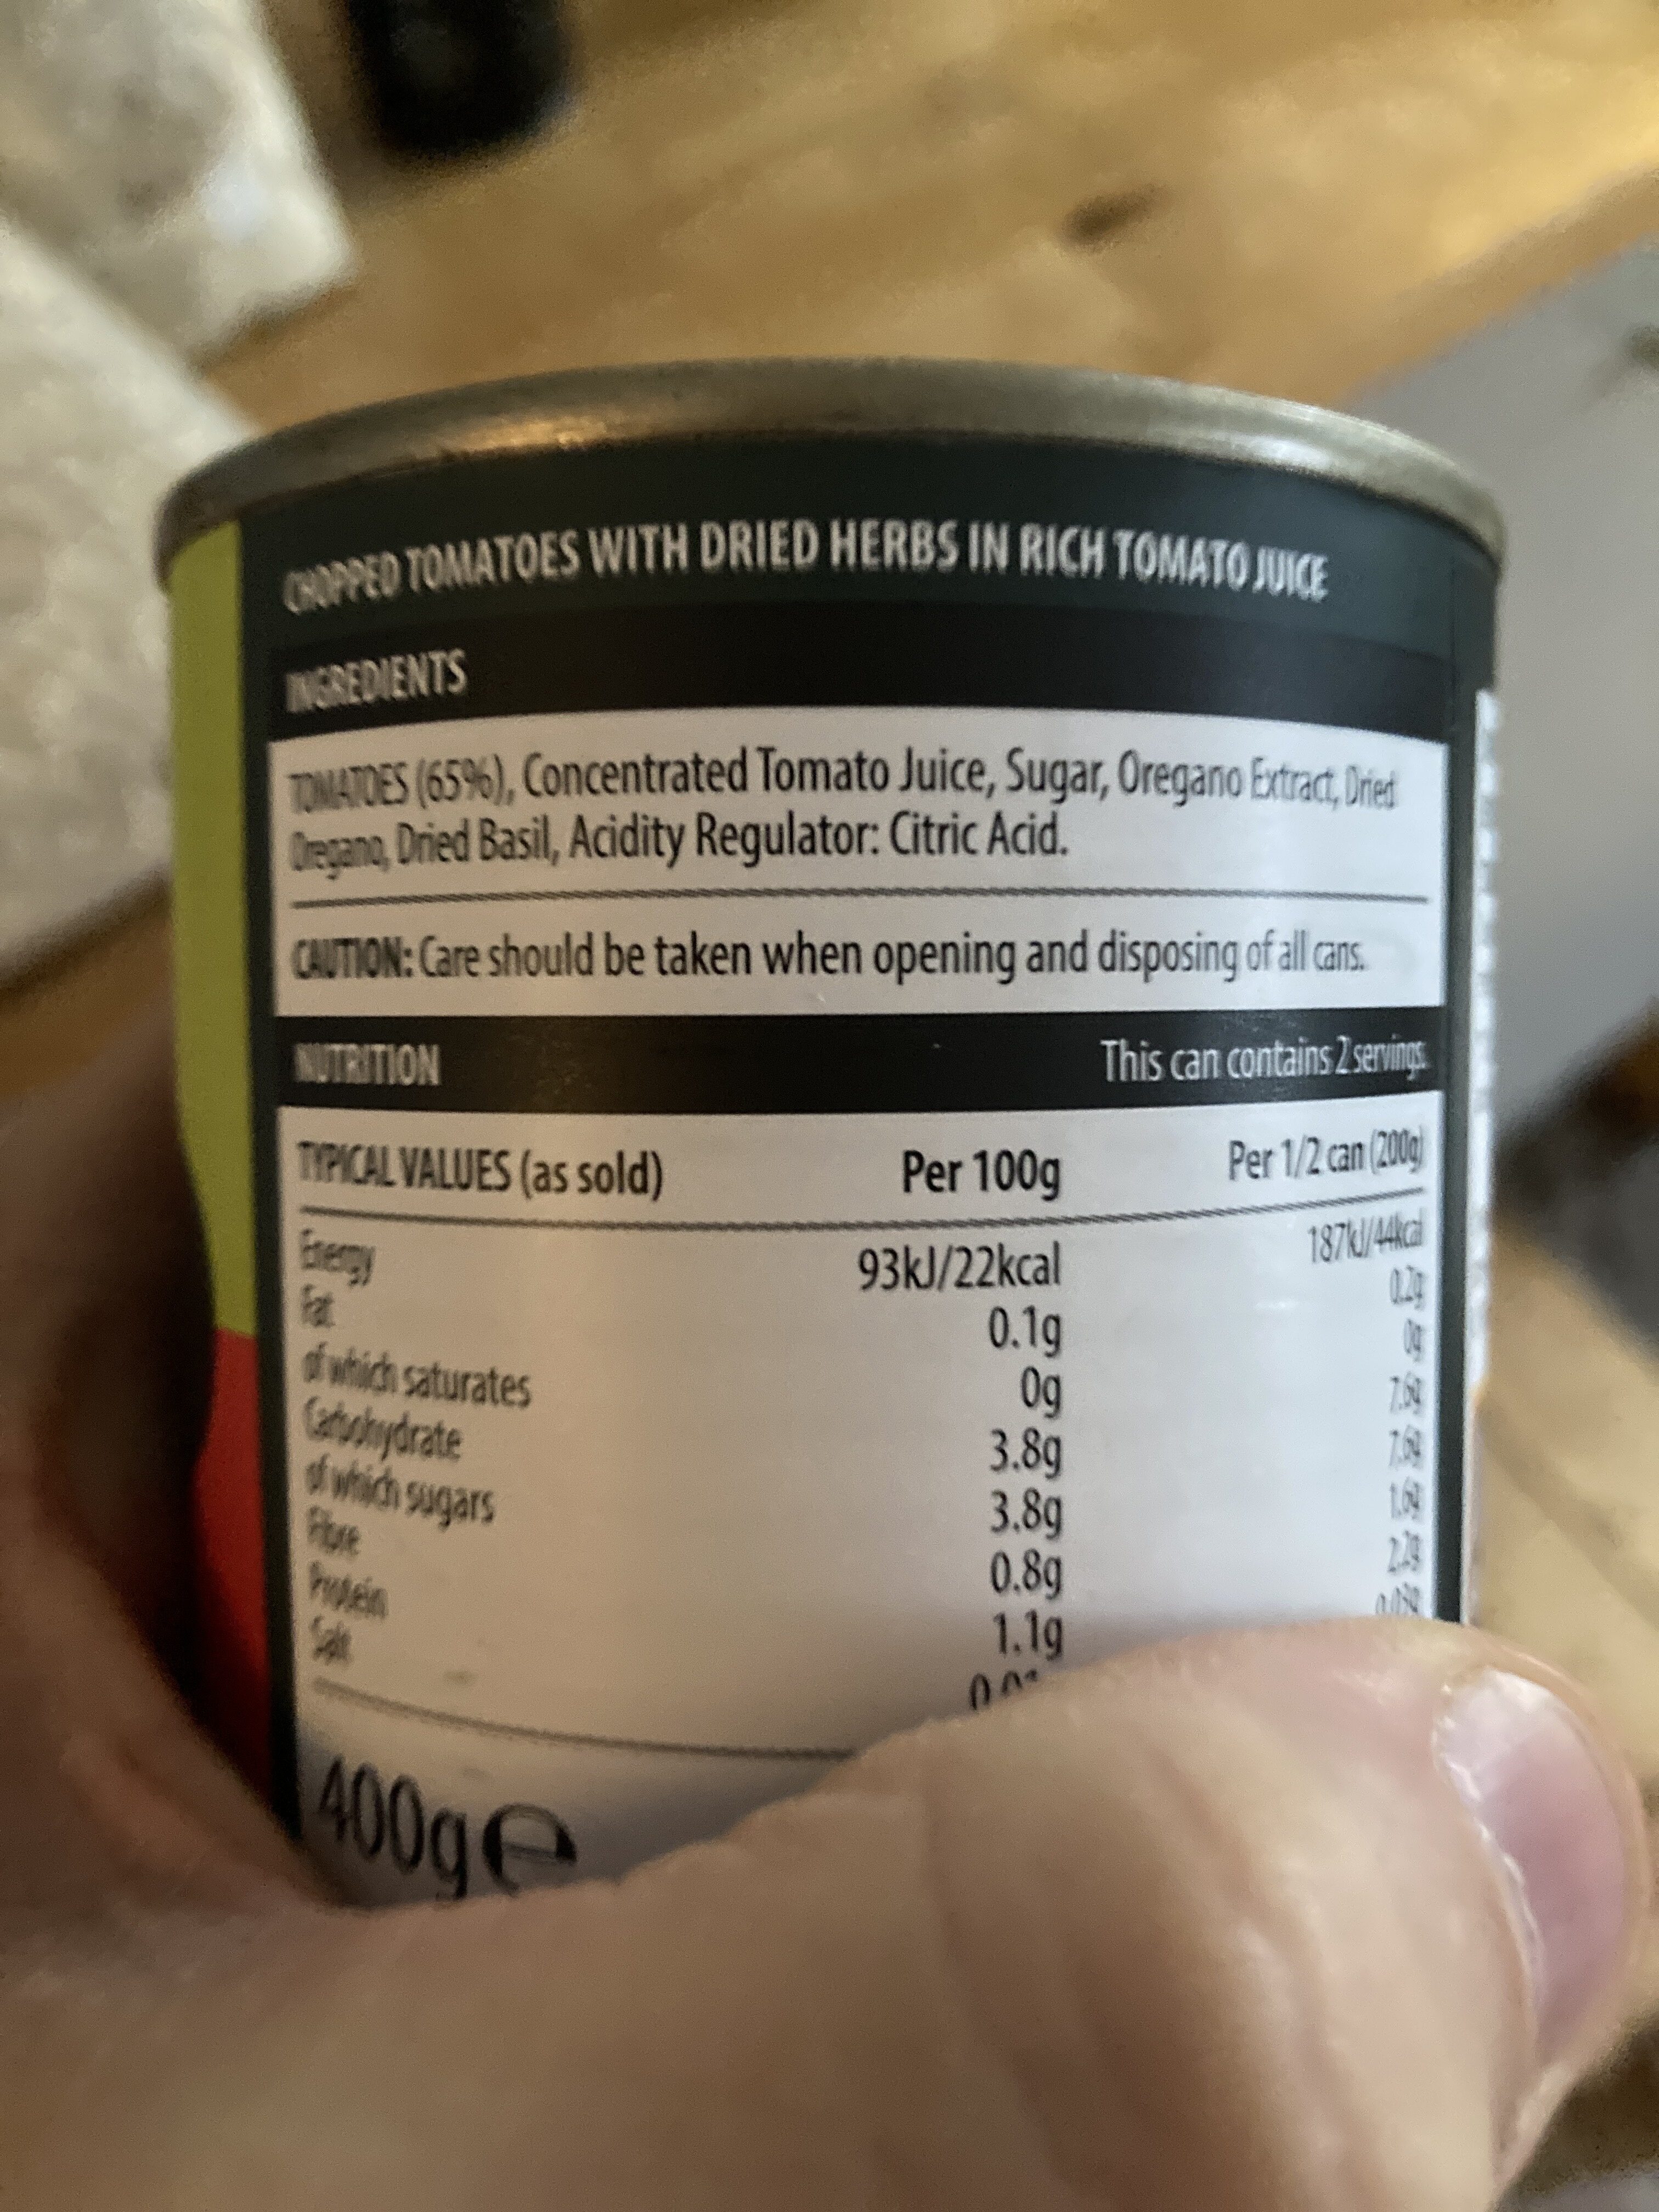 CHOPPED TOMATOES WITH DRIED HERBS IN RICH TOMATO JUICE
INGREDIENTS
TOMATOES (65%), Concentrated Tomato Juice, Sugar, Oregano Extract, Dried
Oregano, Dried Basil, Acidity Regulator: Citric Acid.
CAUTION: Care should be taken when opening and disposing of all cans.
NUTRITION This can contains 2 servings.
TYPICAL VALUES (as sold) Per 100g Per 1/2 can (200g)
Energy 93kJ/22kcal 187kJ/44kcal
Fat 0.1g 0.2g
of which saturates 0g 0g
Carbohydrate 3.8g 7.6g
of which sugars 3.8g 7.6g
Fibre 0.8g 1.6g
Protein 1.1g 2.2g
Salt
400g e